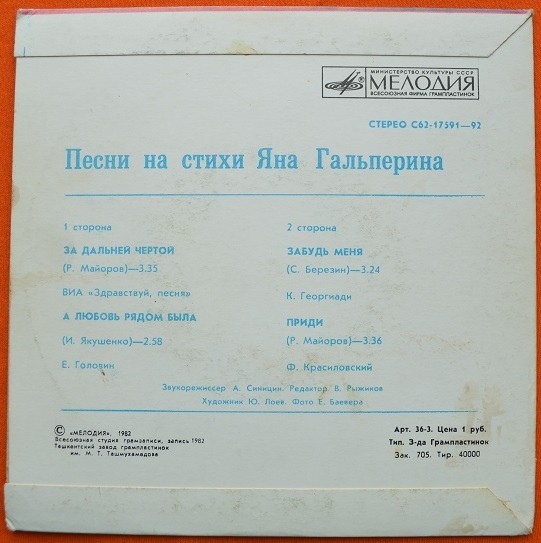 МИНИСТЕРСТВО КУЛЬТУРЫ СССР
МЕЛОДИЯ
ВСЕСОЮЗНАЯ ФИРМА ГРАМПЛАСТИНОК
СТЕРЕО С62-17591—92
Песни на стихи Яна Гальперина
1 сторона
ЗА ДАЛЬНЕЙ ЧЕРТОЙ
(Р. Майоров)—3.35
ВИА «Здравствуй, песня»
А ЛЮБОВЬ РЯДОМ БЫЛА
(И. Якушенко)—2.58
Е. Головин
2 сторона
ЗАБУДЬ МЕНЯ
(С. Березин)—3.24
К. Георгиади
ПРИДИ
(Р. Майоров)—3.36
Ф. Красиловский
Звукорежиссер А. Синицин. Редактор В. Рыжиков
Художник Ю. Лоев. Фото Е. Баевера
© «МЕЛОДИЯ», 1982
Всесоюзная студия грамзаписи, запись 1982
Ташкентский завод грампластинок
им. М. Т. Ташмухамедова
Арт. 36-3. Цена 1 руб.
Тип. З-да Грампластинок
Зак. 705. Тир. 40000